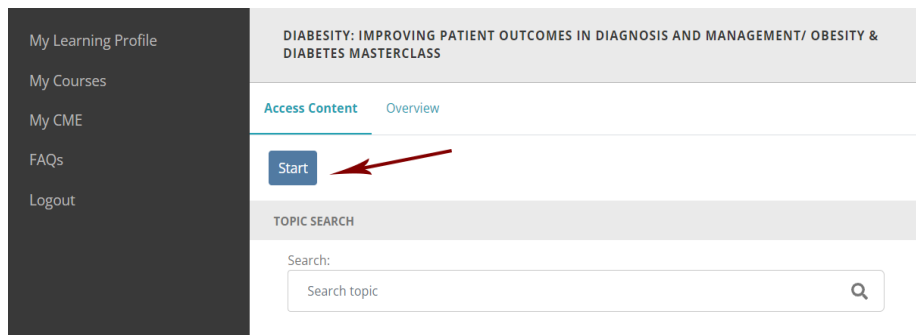 My Learning Profile
My Courses
My CME
FAQs
Logout
DIABESITY: IMPROVING PATIENT OUTCOMES IN DIAGNOSIS AND MANAGEMENT/ OBESITY &
DIABETES MASTERCLASS
Access Content
Overview
Start
TOPIC SEARCH
Search:
Search topic